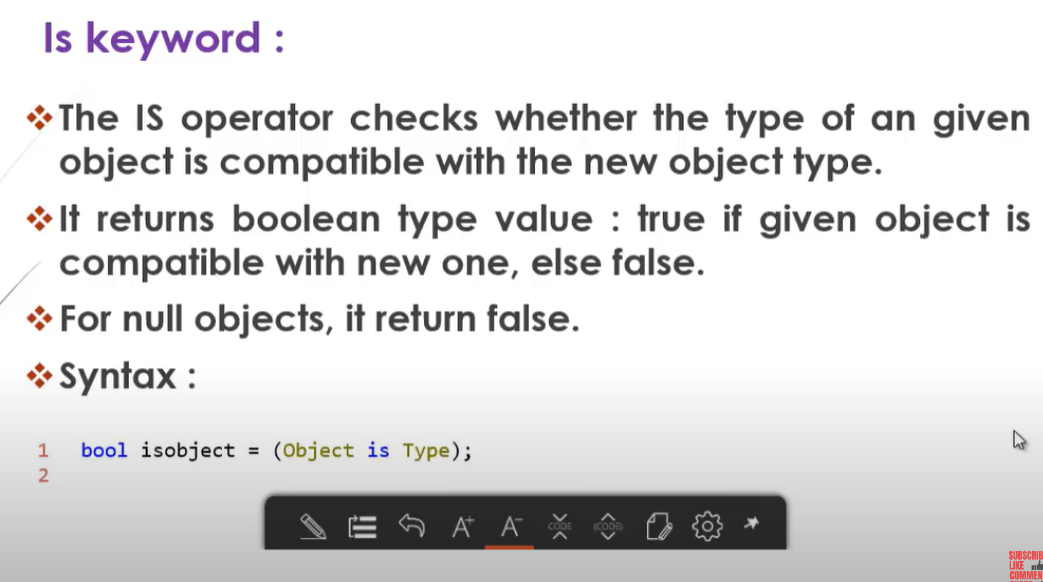 Is keyword :
The IS operator checks whether the type of an given
object is compatible with the new object type.
It returns boolean type value : true if given object is
compatible with new one, else false.
For null objects, it return false.
Syntax :
1 bool isobject = (Object is Type);
2
A+ A- CODE (CODE)
SUBSCRIB
LIKE
COMMEN